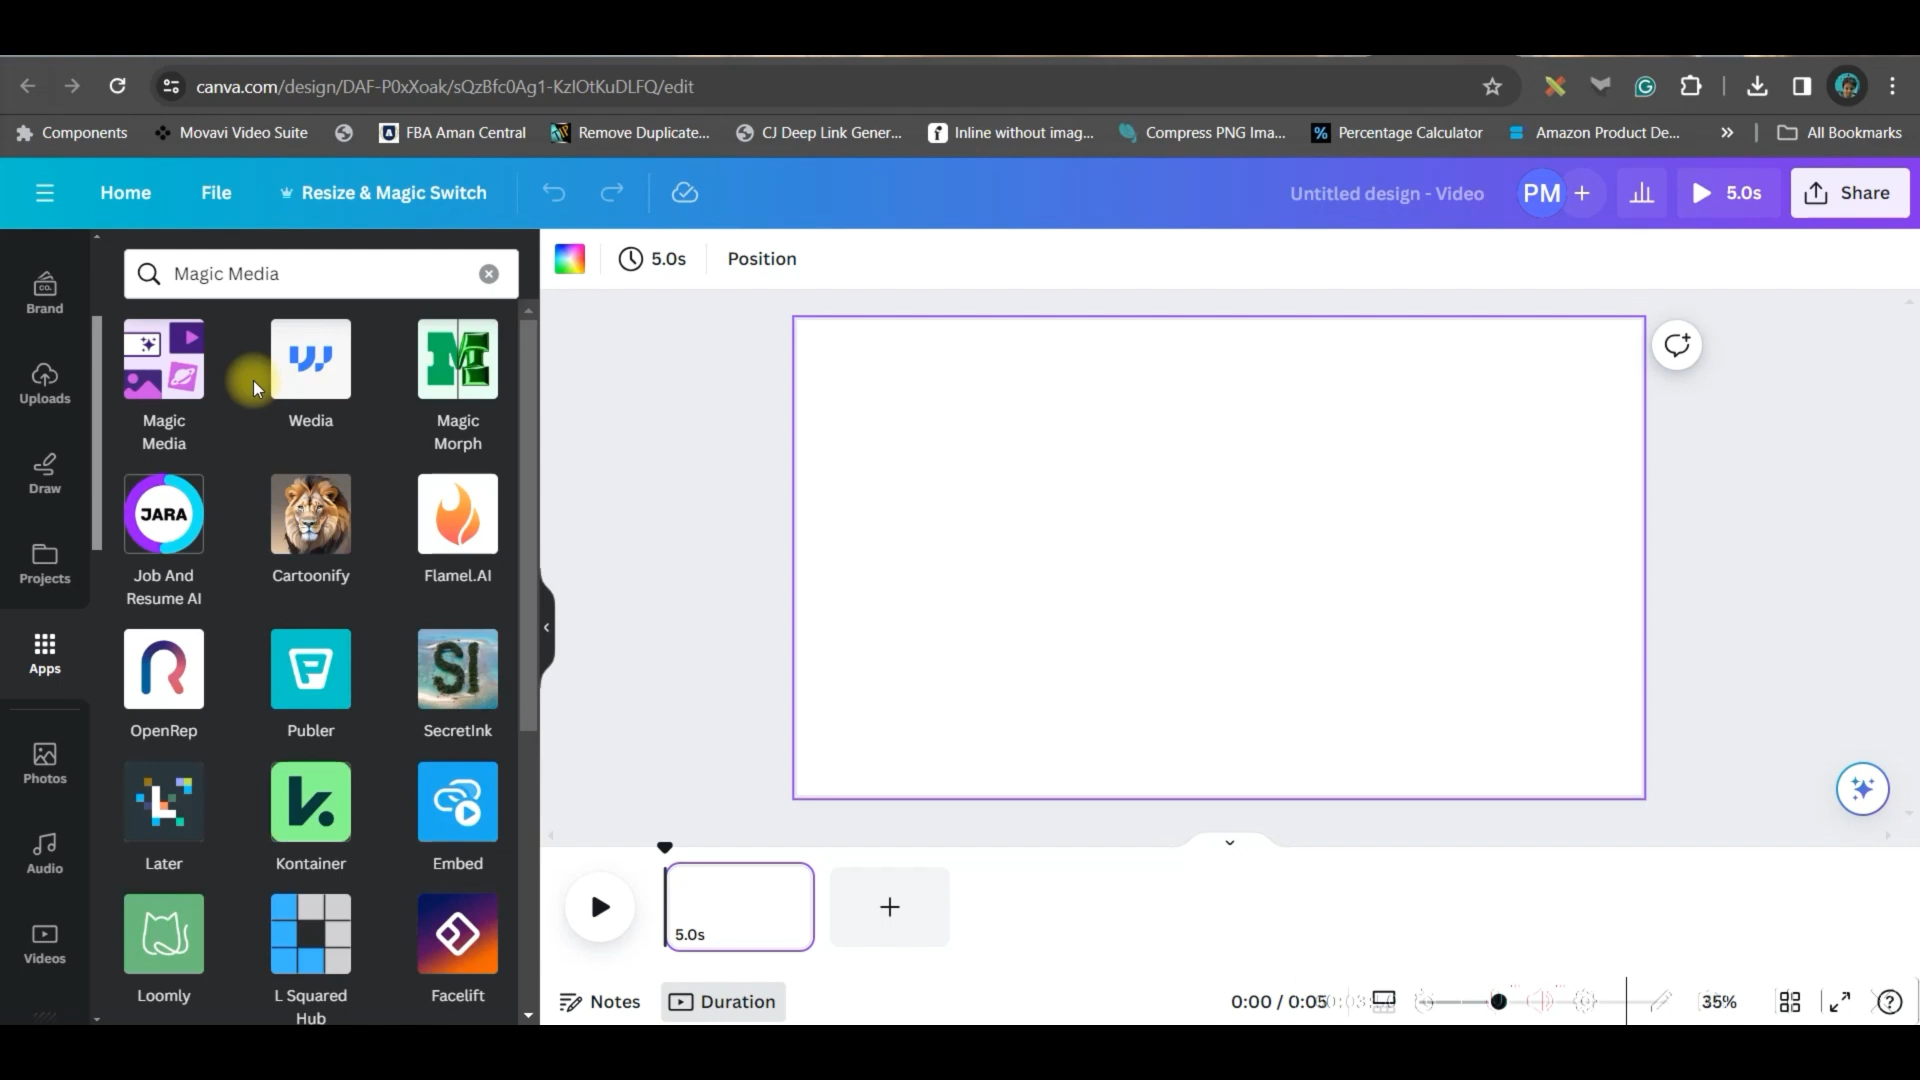 canva.com/design/DAF-P0xXoak/sQzBfc0Ag1-KzIOtKuDLFQ/edit
Components
Movavi Video Suite
FBA Aman Central
Remove Duplicate...
CJ Deep Link Gener...
Inline without imag...
Compress PNG Ima...
Percentage Calculator
Amazon Product De...
All Bookmarks
Home
File
Resize & Magic Switch
Untitled design - Video
PM
5.0s
Share
Brand
Uploads
Draw
Projects
Apps
Photos
Audio
Videos
Magic Media
Magic
Media
Wedia
Magic
Morph
JARA
Job And
Resume AI
Cartoonify
Flamel.AI
OpenRep
Publer
SI
SecretInk
Later
Kontainer
Embed
Loomly
L Squared
Hub
Facelift
5.0s
Position
5.0s
Notes
Duration
0:00 / 0:05
35%